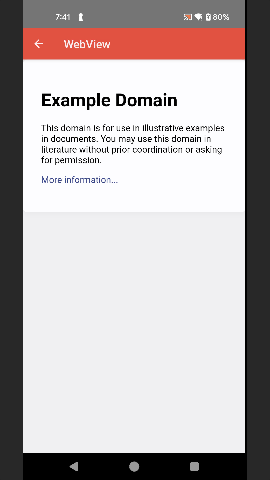 7:41
80%
WebView
Example Domain
This domain is for use in illustrative examples
in documents. You may use this domain in
literature without prior coordination or asking
for permission.
More information...